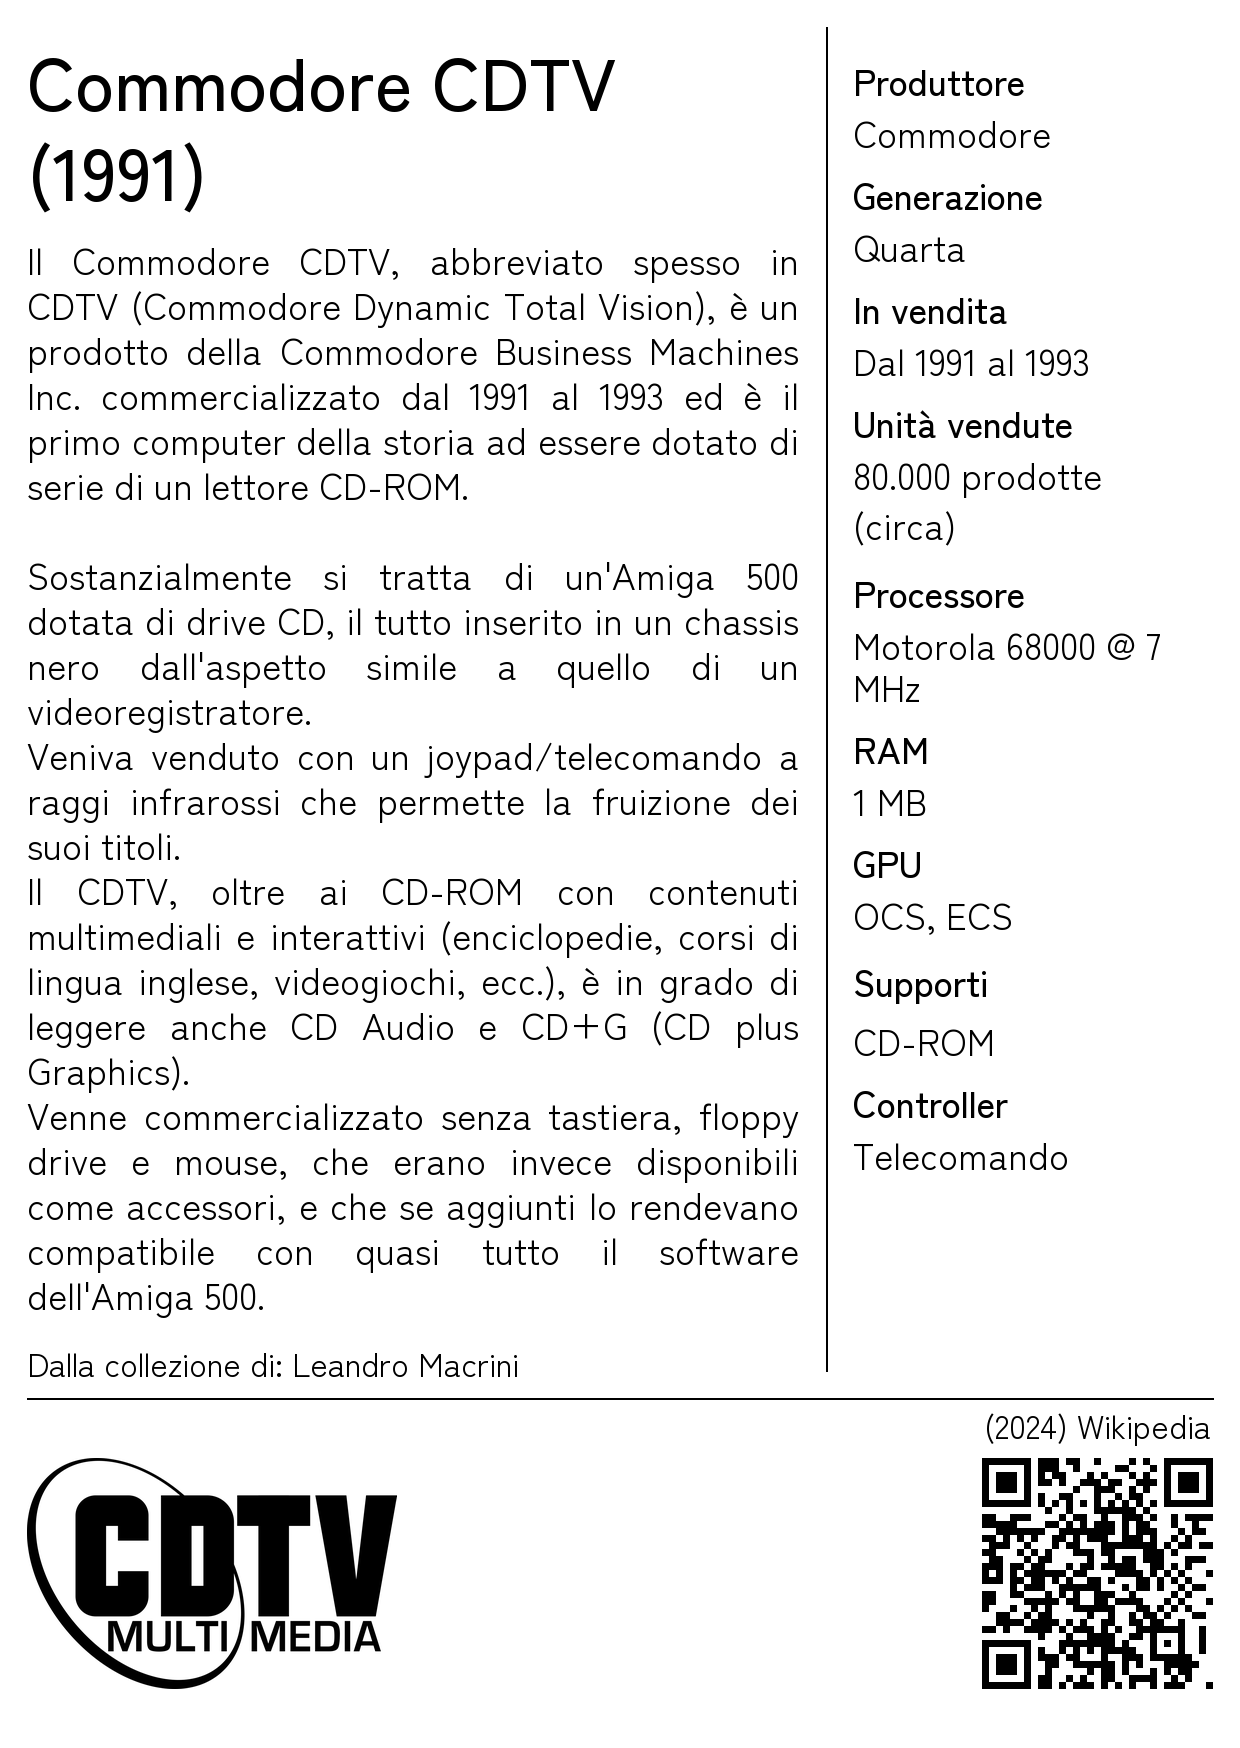 Commodore CDTV
(1991)
Il Commodore CDTV, abbreviato spesso in
CDTV (Commodore Dynamic Total Vision), è un
prodotto della Commodore Business Machines
Inc. commercializzato dal 1991 al 1993 ed è il
primo computer della storia ad essere dotato di
serie di un lettore CD-ROM.
Sostanzialmente si tratta di un'Amiga 500
dotata di drive CD, il tutto inserito in un chassis
nero dall'aspetto simile a quello di un
videoregistratore.
Veniva venduto con un joypad/telecomando a
raggi infrarossi che permette la fruizione dei
suoi titoli.
Il CDTV, oltre ai CD-ROM con contenuti
multimediali e interattivi (enciclopedie, corsi di
lingua inglese, videogiochi, ecc.), è in grado di
leggere anche CD Audio e CD+G (CD plus
Graphics).
Venne commercializzato senza tastiera, floppy
drive e mouse, che erano invece disponibili
come accessori, e che se aggiunti lo rendevano
compatibile con quasi tutto il software
dell'Amiga 500.
Dalla collezione di: Leandro Macrini
Produttore
Commodore
Generazione
Quarta
In vendita
Dal 1991 al 1993
Unità vendute
80.000 prodotte
(circa)
Processore
Motorola 68000 @ 7
MHz
RAM
1 MB
GPU
OCS, ECS
Supporti
CD-ROM
Controller
Telecomando
(2024) Wikipedia
CDTV
MULTI MEDIA